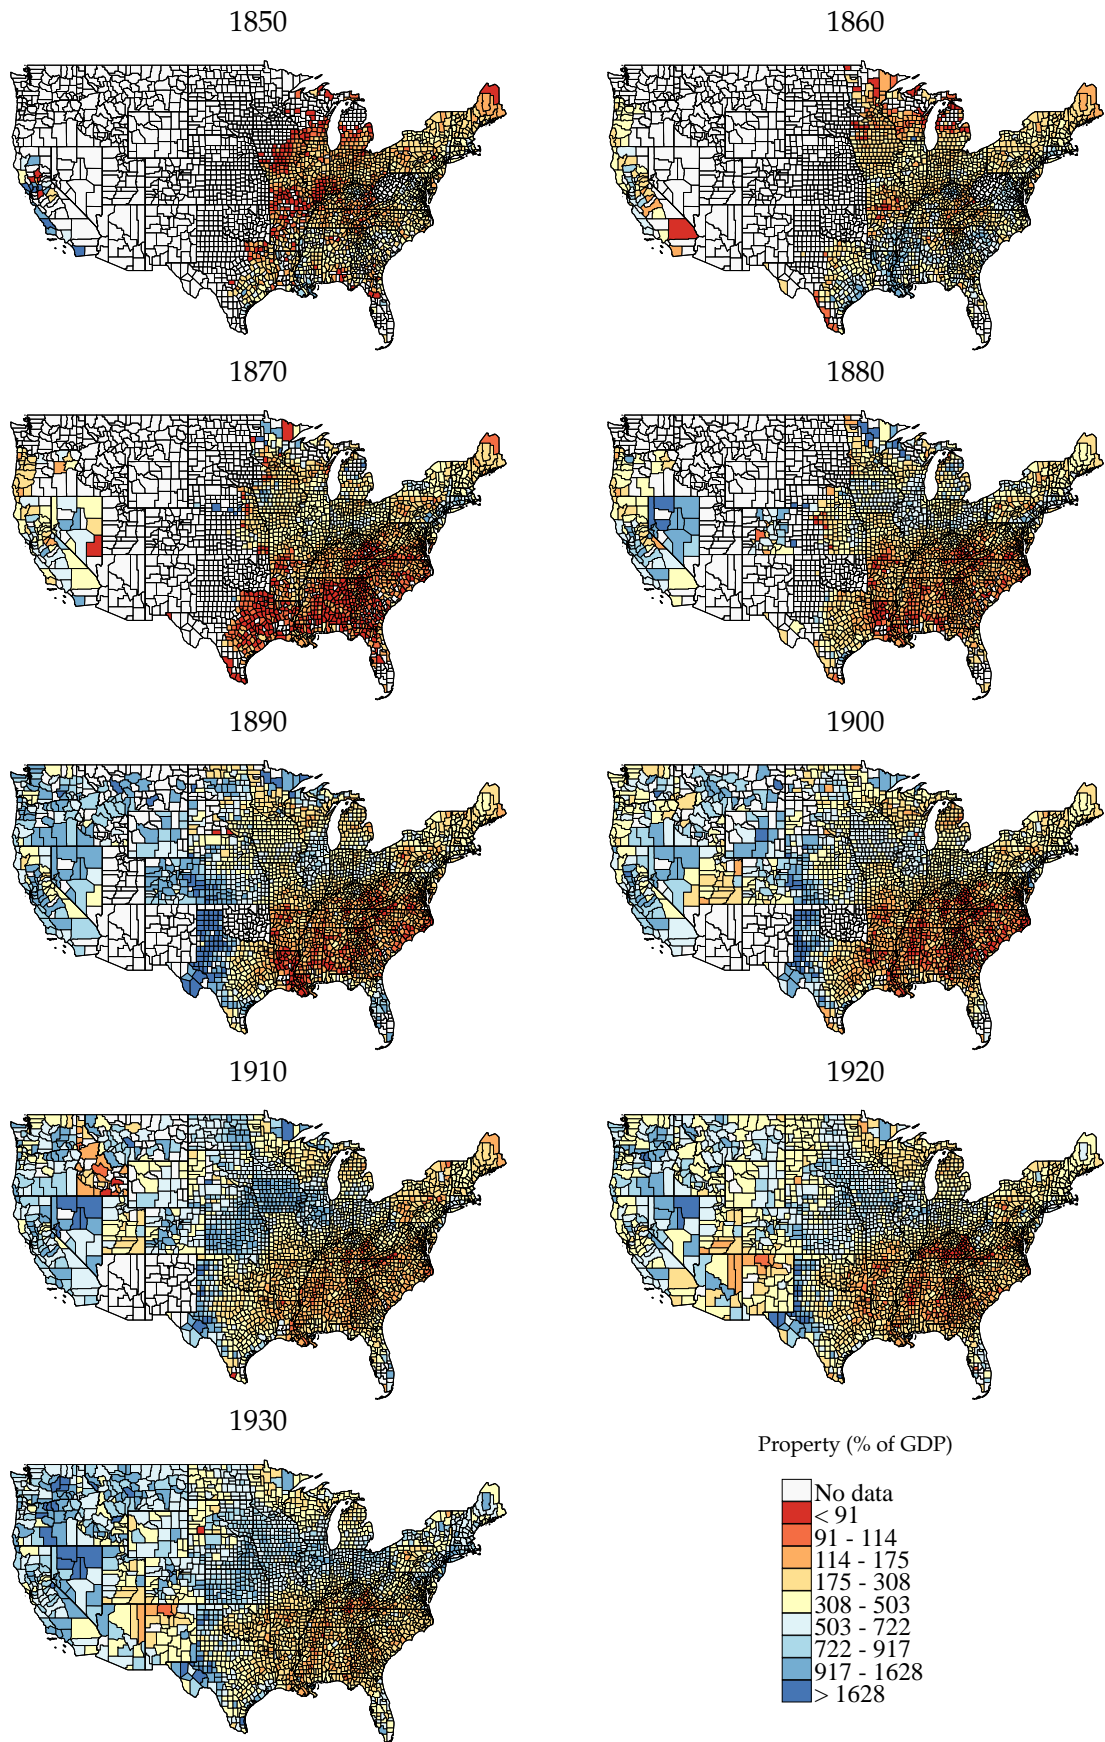 1850
1860
1870
1880
1890
1900
1910
1920
1930
Property (% of GDP)
No data
< 91
91 - 114
114 - 175
175 - 308
308 - 503
503 - 722
722 - 917
917 - 1628
> 1628